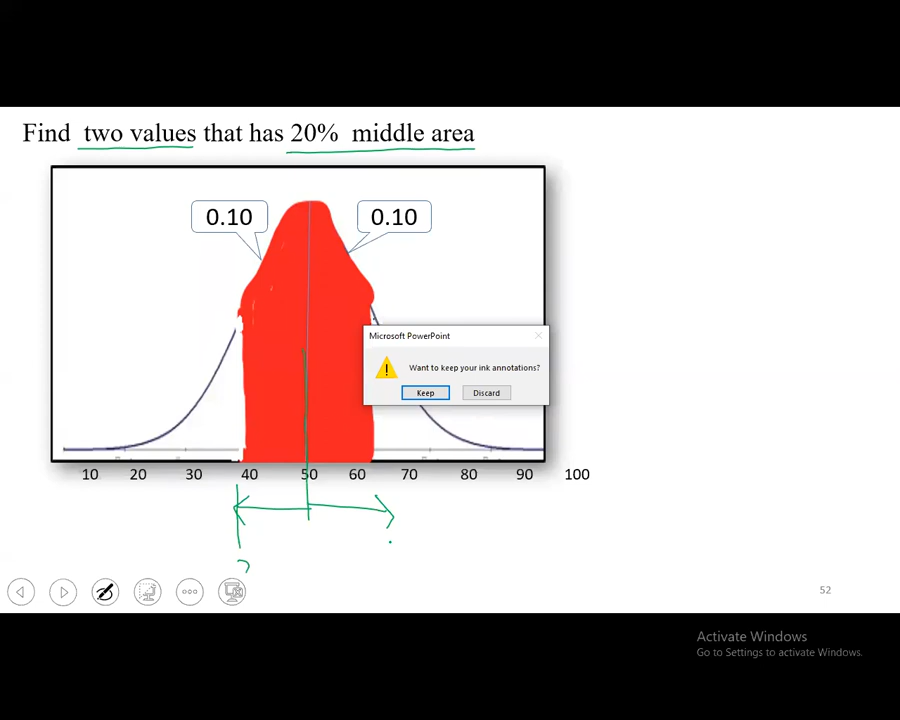 Find two values that has 20% middle area
0.10 0.10
Microsoft PowerPoint
Want to keep your ink annotations?
Keep Discard
10 20 30 40 50 60 70 80 90 100
?
52
Activate Windows
Go to Settings to activate Windows.